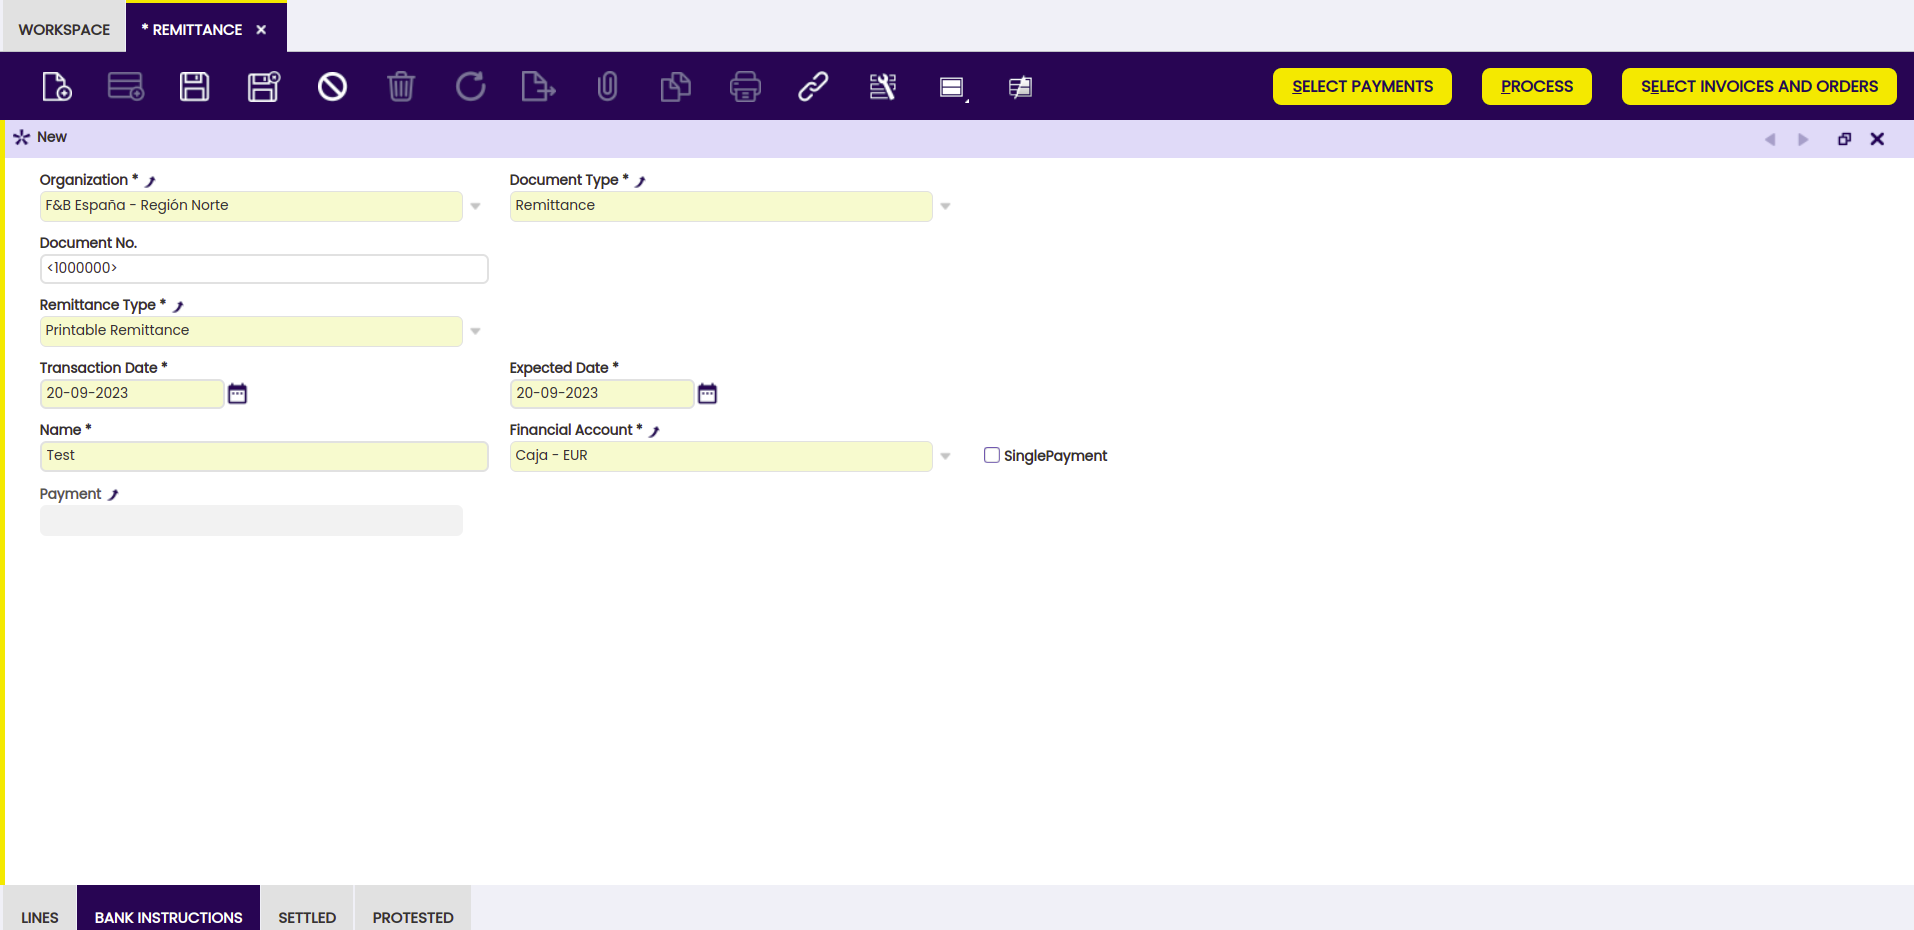 WORKSPACE
* REMITTANCE
SELECT PAYMENTS
PROCESS
SELECT INVOICES AND ORDERS
New
Organization *
Document Type *
F&B España - Región Norte
Remittance
Document No.
<1000000>
Remittance Type *
Printable Remittance
Transaction Date *
Expected Date *
20-09-2023
20-09-2023
Name *
Financial Account *
Test
Caja - EUR
SinglePayment
Payment
LINES
BANK INSTRUCTIONS
SETTLED
PROTESTED